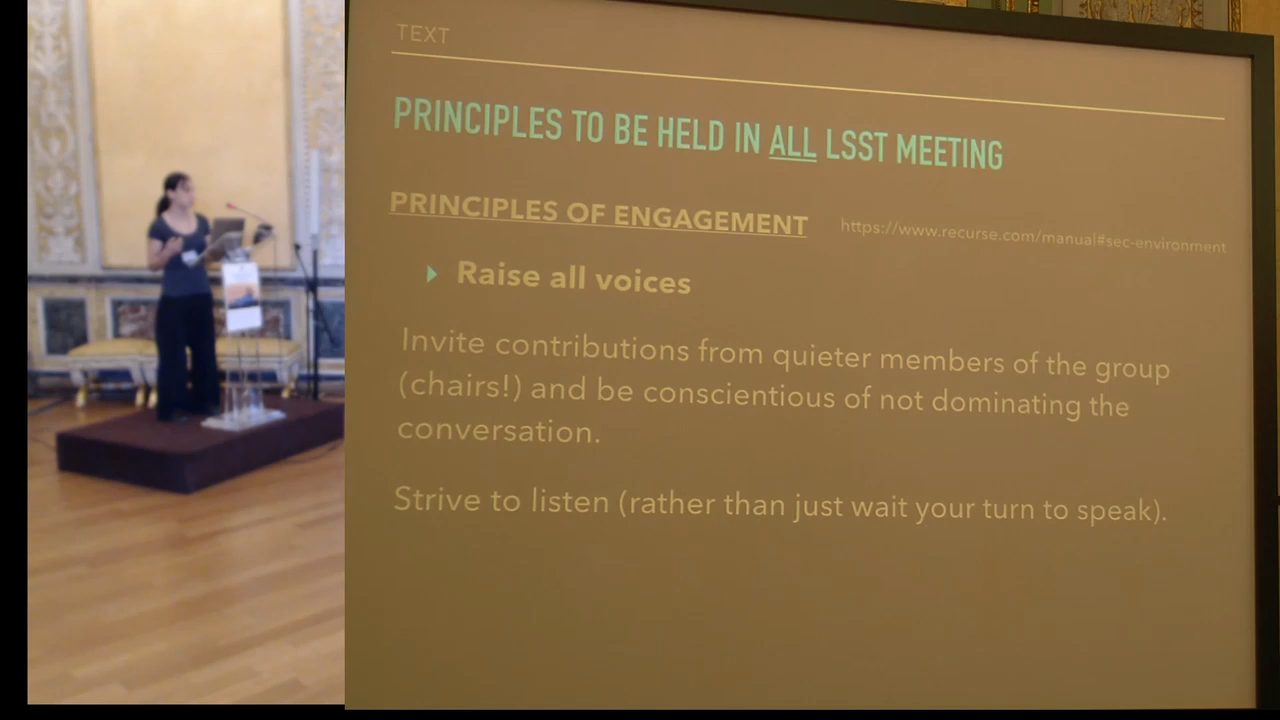 TEXT
PRINCIPLES TO BE HELD IN ALL LSST MEETING
PRINCIPLES OF ENGAGEMENT https://www.recurse.com/manual#sec-environment
Raise all voices
Invite contributions from quieter members of the group
(chairs!) and be conscientious of not dominating the
conversation.
Strive to listen (rather than just wait your turn to speak).